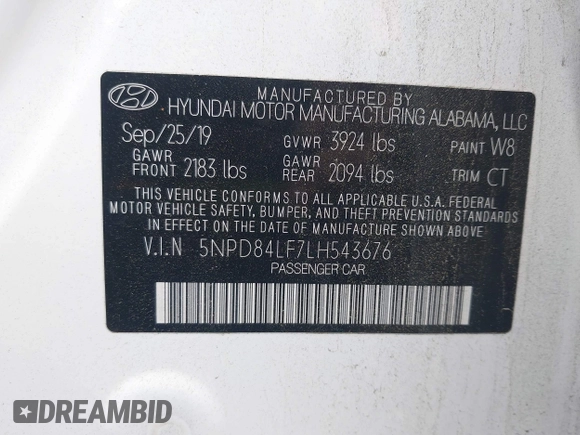 MANUFACTURED BY
HYUNDAI MOTOR MANUFACTURING ALABAMA, LLC
Sep/25/19 GVWR 3924 lbs PAINT W8
GAWR FRONT 2183 lbs GAWR REAR 2094 lbs TRIM CT
THIS VEHICLE CONFORMS TO ALL APPLICABLE U.S.A. FEDERAL
MOTOR VEHICLE SAFETY, BUMPER, AND THEFT PREVENTION STANDARDS
IN EFFECT ON THE DATE OF MANUFACTURE SHOWN ABOVE.
V.I.N 5NPD84LF7LH543676
PASSENGER CAR
DREAMBID